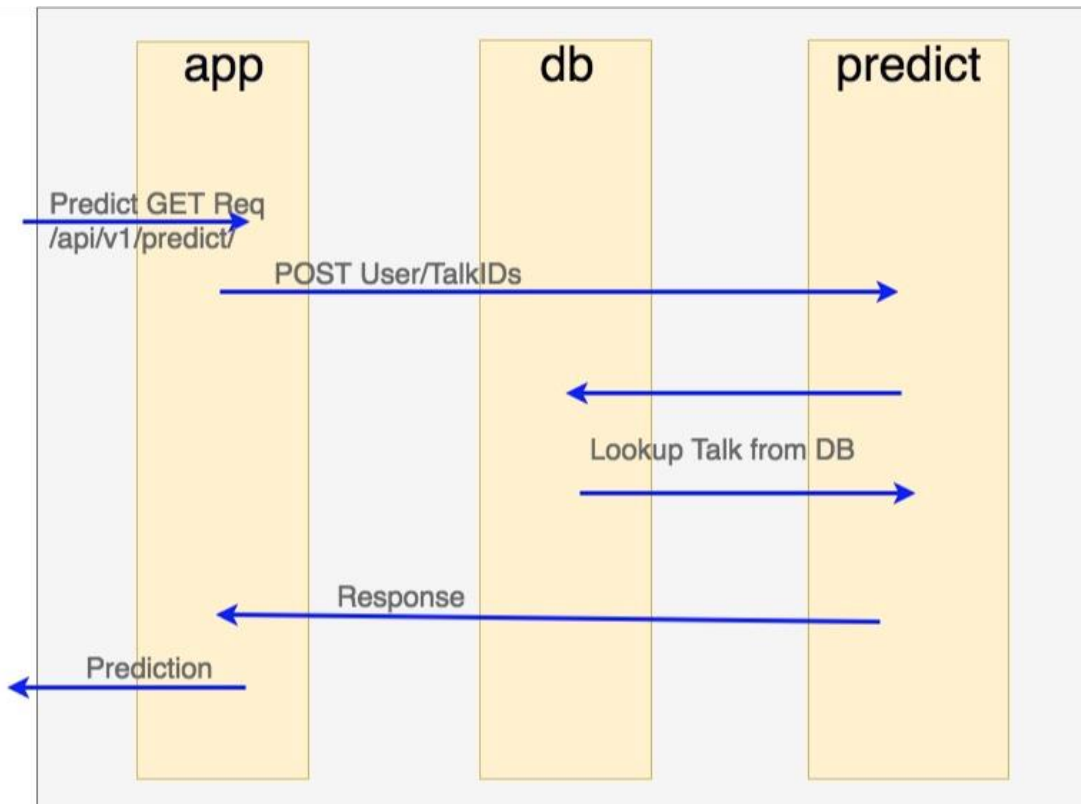 app
db
predict
Predict GET Req
/api/v1/predict/
POST User/TalkIDs
Lookup Talk from DB
Response
Prediction